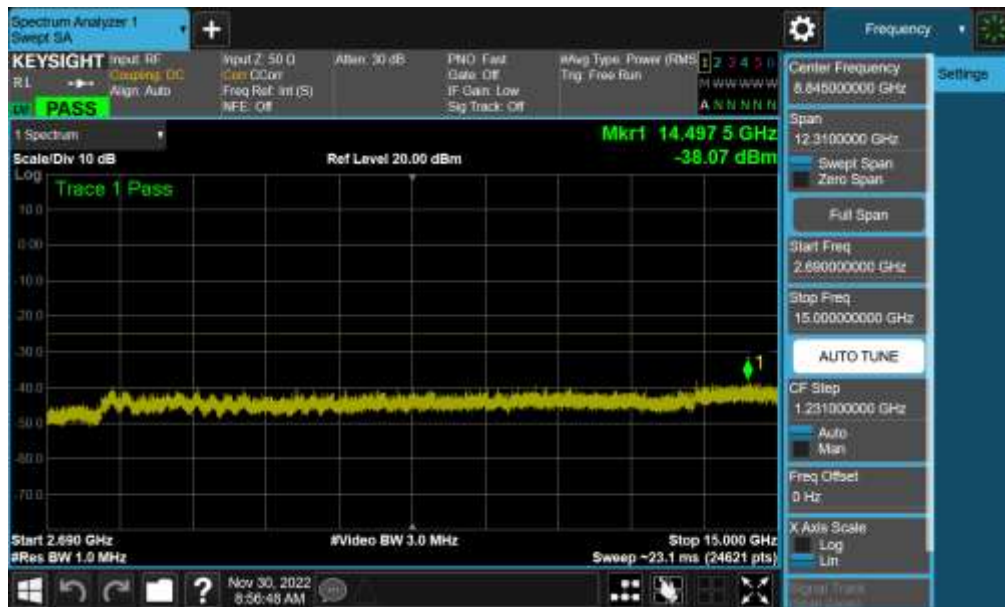 Spectrum Analyzer 1
Swept SA
+
Frequency
KEYSIGHT
RL
PASS
Input: RF
Coupling: DC
Align: Auto
Input Z: 50 Ω
Corr CCorr
Freq Ref: Int (S)
NFE: Off
Atten: 30 dB
PNO: Fast
Gate: Off
IF Gain: Low
Sig Track: Off
#Avg Type: Power (RMS
Trig: Free Run
1 2 3 4 5 6
M W W W W W
A N N N N N
1 Spectrum
Mkr1 14.497 5 GHz
Scale/Div 10 dB
Ref Level 20.00 dBm
-38.07 dBm
Log
Trace 1 Pass
10.0
0.00
-10.0
-20.0
-30.0
-40.0
-50.0
-60.0
-70.0
1
Start 2.690 GHz
#Video BW 3.0 MHz
Stop 15.000 GHz
#Res BW 1.0 MHz
Sweep ~23.1 ms (24621 pts)
Center Frequency
8.845000000 GHz
Settings
Span
12.3100000 GHz
Swept Span
Zero Span
Full Span
Start Freq
2.690000000 GHz
Stop Freq
15.000000000 GHz
AUTO TUNE
CF Step
1.231000000 GHz
Auto
Man
Freq Offset
0 Hz
X Axis Scale
Log
Lin
Signal Track
?
Nov 30, 2022
8:56:48 AM